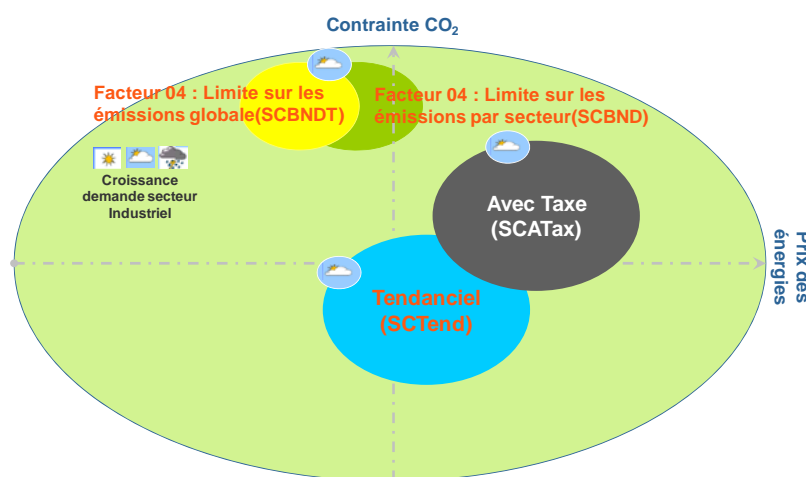 Contrainte CO₂
Facteur 04 : Limite sur les
émissions globale(SCBNDT)
Facteur 04 : Limite sur les
émissions par secteur(SCBND)
Croissance
demande secteur
Industriel
Avec Taxe
(SCATax)
Prix des
énergies
Tendanciel
(SCTend)